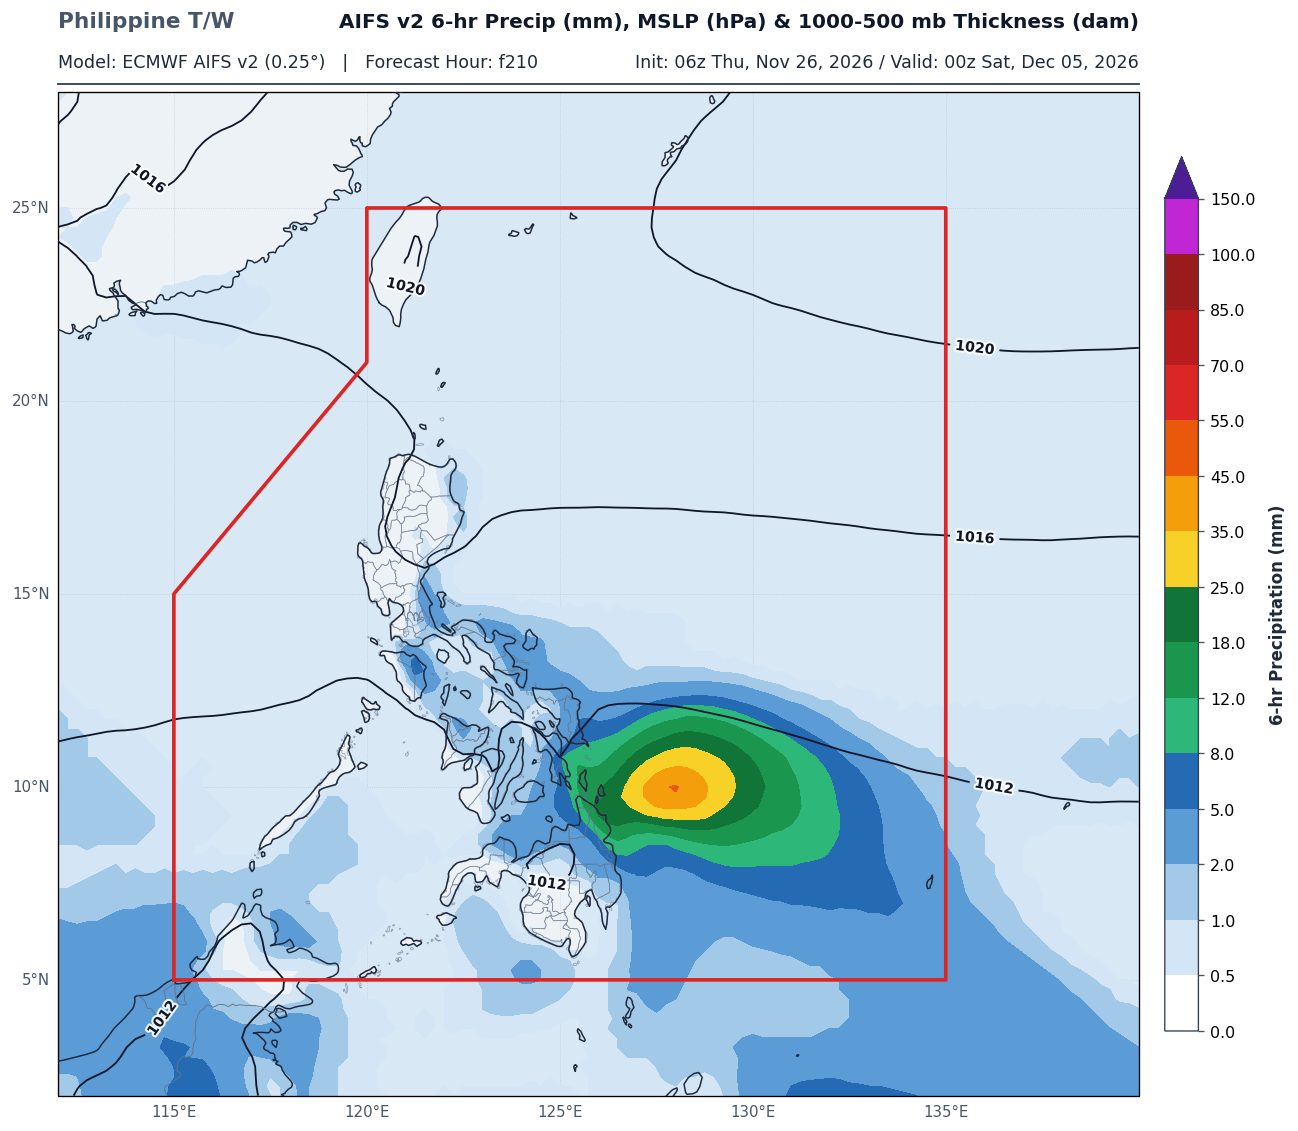 Philippine T/W
AIFS v2 6-hr Precip (mm), MSLP (hPa) & 1000-500 mb Thickness (dam)
Model: ECMWF AIFS v2 (0.25°) | Forecast Hour: f210
Init: 06z Thu, Nov 26, 2026 / Valid: 00z Sat, Dec 05, 2026
1016
25°N
1020
1020
20°N
1016
15°N
1012
10°N
1012
5°N
1012
115°E
120°E
125°E
130°E
135°E
150.0
100.0
85.0
70.0
55.0
45.0
35.0
25.0
18.0
12.0
8.0
5.0
2.0
1.0
0.5
0.0
6-hr Precipitation (mm)